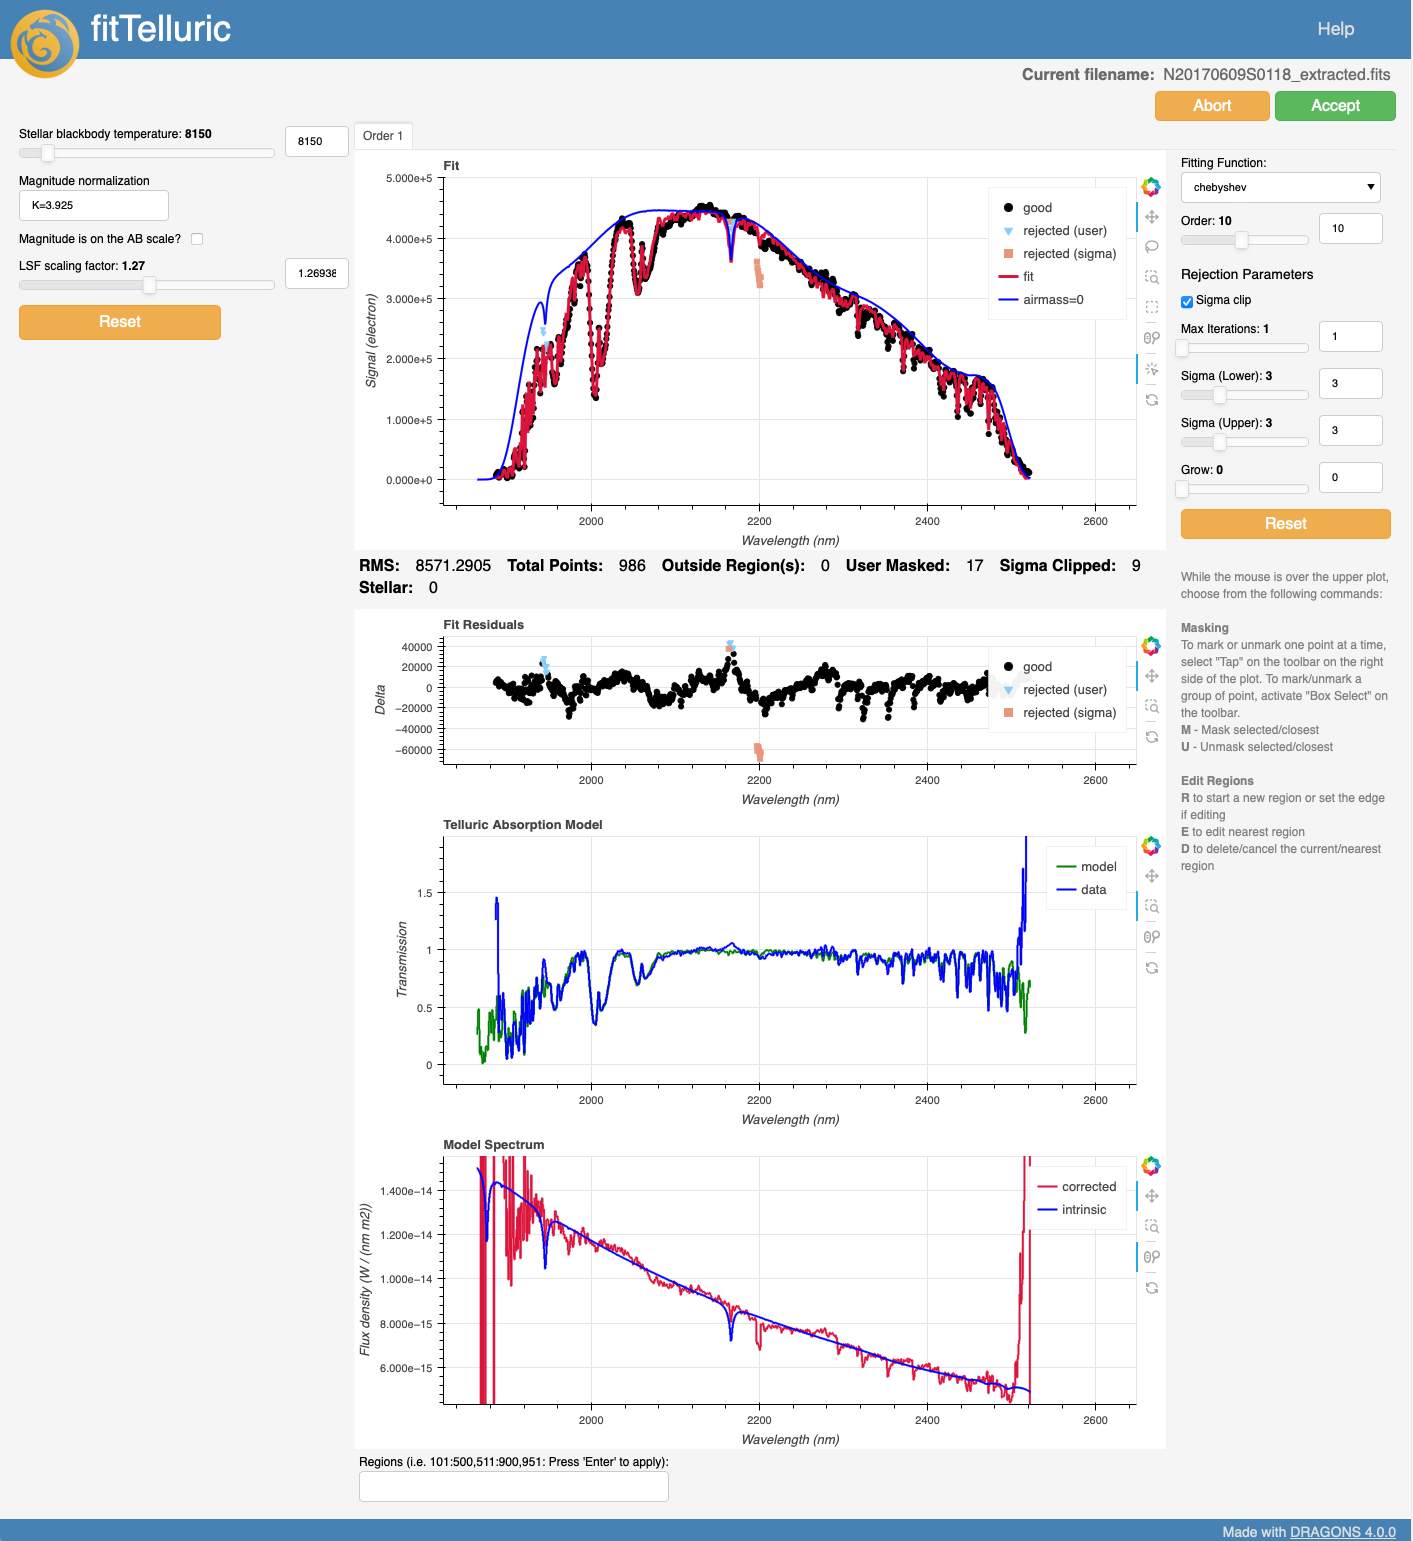 fitTelluric
Help
Current filename: N20170609S0118_extracted.fits
Abort
Accept
Stellar blackbody temperature: 8150
8150
Magnitude normalization
K=3.925
Magnitude is on the AB scale?
LSF scaling factor: 1.27
1.26938
Reset
Order 1
Fit
5.000e+5
4.000e+5
3.000e+5
2.000e+5
1.000e+5
0.000e+0
Signal (electron)
good
rejected (user)
rejected (sigma)
fit
airmass=0
2000
2200
2400
2600
Wavelength (nm)
RMS: 8571.2905 Total Points: 986 Outside Region(s): 0 User Masked: 17 Sigma Clipped: 9
Stellar: 0
Fit Residuals
40000
20000
0
−20000
−40000
−60000
Delta
good
rejected (user)
rejected (sigma)
2000
2200
2400
2600
Wavelength (nm)
Telluric Absorption Model
1.5
1
0.5
0
Transmission
model
data
2000
2200
2400
2600
Wavelength (nm)
Model Spectrum
1.400e−14
1.200e−14
1.000e−14
8.000e−15
6.000e−15
Flux density (W / (nm m2))
corrected
intrinsic
2000
2200
2400
2600
Wavelength (nm)
Regions (i.e. 101:500,511:900,951: Press 'Enter' to apply):
Fitting Function:
chebyshev
Order: 10
10
Rejection Parameters
Sigma clip
Max Iterations: 1
1
Sigma (Lower): 3
3
Sigma (Upper): 3
3
Grow: 0
0
Reset
While the mouse is over the upper plot,
choose from the following commands:
Masking
To mark or unmark one point at a time,
select "Tap" on the toolbar on the right
side of the plot. To mark/unmark a
group of point, activate "Box Select" on
the toolbar.
M - Mask selected/closest
U - Unmask selected/closest
Edit Regions
R to start a new region or set the edge
if editing
E to edit nearest region
D to delete/cancel the current/nearest
region
Made with DRAGONS 4.0.0